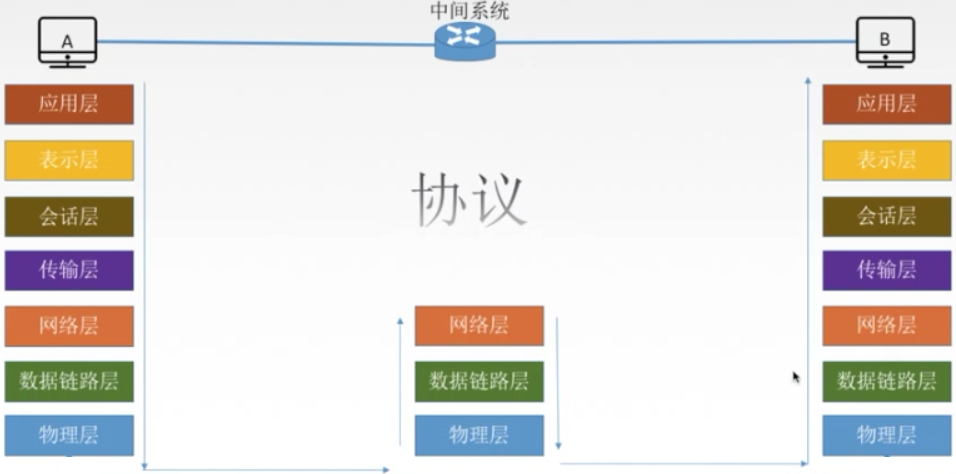 中间系统
A
B
应用层
表示层
会话层
传输层
网络层
数据链路层
物理层
协议
网络层
数据链路层
物理层
应用层
表示层
会话层
传输层
网络层
数据链路层
物理层